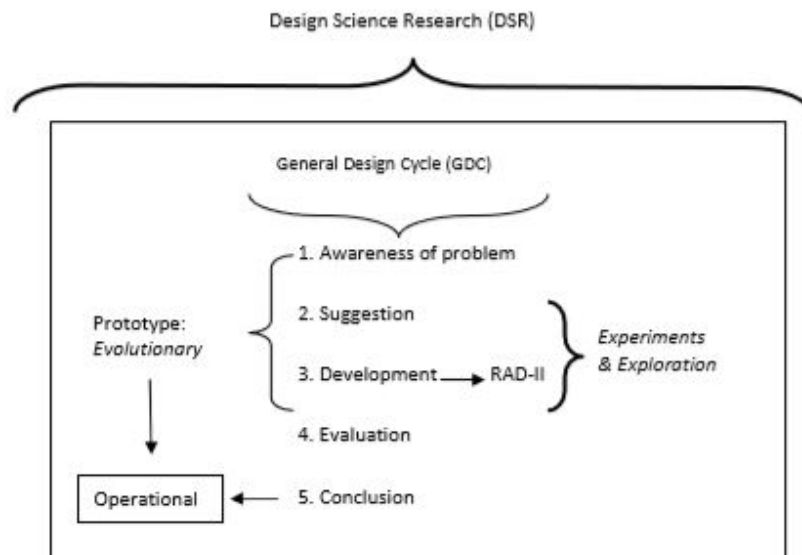 Design Science Research (DSR)
General Design Cycle (GDC)
1. Awareness of problem
2. Suggestion
Prototype:
Evolutionary
Experiments
& Exploration
3. Development
RAD-II
4. Evaluation
Operational
5. Conclusion